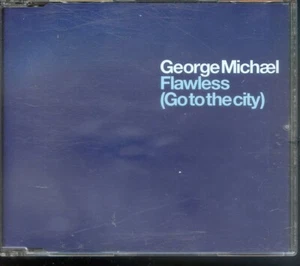 George Michæl
Flawless
(Go to the city)